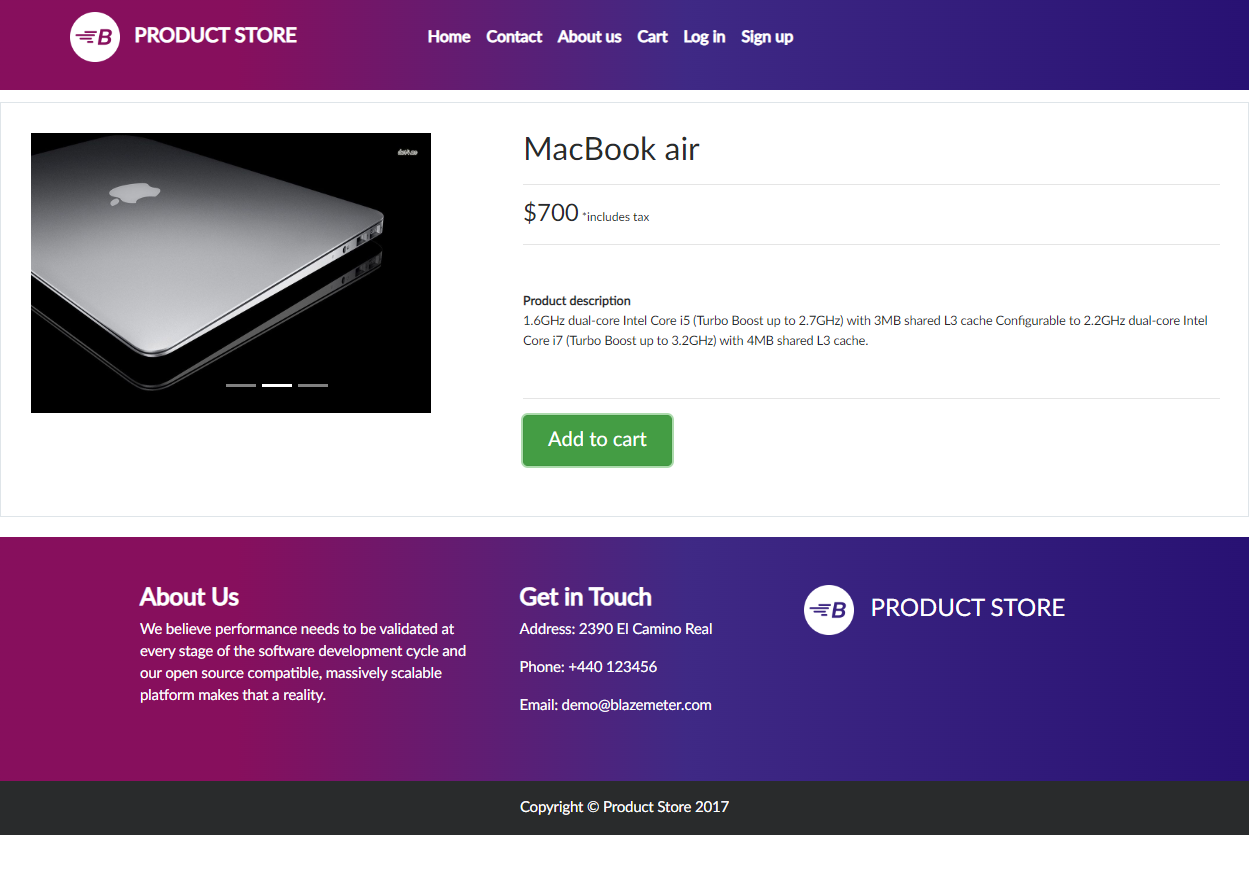 B PRODUCT STORE
Home Contact About us Cart Log in Sign up
MacBook air
$700 *includes tax
Product description
1.6GHz dual-core Intel Core i5 (Turbo Boost up to 2.7GHz) with 3MB shared L3 cache Configurable to 2.2GHz dual-core Intel
Core i7 (Turbo Boost up to 3.2GHz) with 4MB shared L3 cache.
Add to cart
About Us
We believe performance needs to be validated at
every stage of the software development cycle and
our open source compatible, massively scalable
platform makes that a reality.
Get in Touch
Address: 2390 El Camino Real
Phone: +440 123456
Email: demo@blazemeter.com
B PRODUCT STORE
Copyright © Product Store 2017